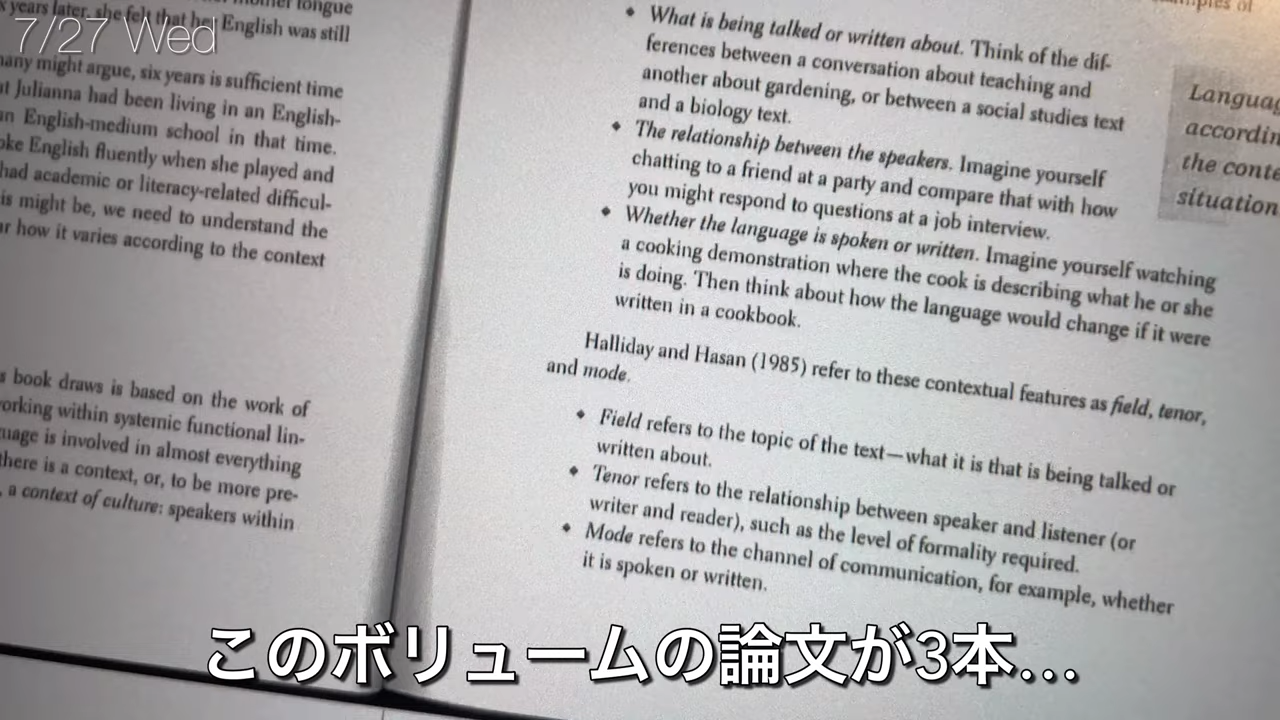 7/27 Wed
mother tongue
years later, she felt that her English was still
many might argue, six years is sufficient time
Julianna had been living in an English-
an English-medium school in that time.
English fluently when she played and
had academic or literacy-related difficul-
is might be, we need to understand the
how it varies according to the context
book draws is based on the work of
working within systemic functional lin-
is involved in almost everything
there is a context, or, to be more pre-
a context of culture: speakers within
of
• What is being talked or written about. Think of the dif-
ferences between a conversation about teaching and
another about gardening, or between a social studies text
and a biology text.
• The relationship between the speakers. Imagine yourself
chatting to a friend at a party and compare that with how
you might respond to questions at a job interview.
• Whether the language is spoken or written. Imagine yourself watching
a cooking demonstration where the cook is describing what he or she
is doing. Then think about how the language would change if it were
written in a cookbook.
Halliday and Hasan (1985) refer to these contextual features as field, tenor,
and mode.
• Field refers to the topic of the text—what it is that is being talked or
written about.
• Tenor refers to the relationship between speaker and listener (or
writer and reader), such as the level of formality required.
• Mode refers to the channel of communication, for example, whether
it is spoken or written.
the
situation
このボリュームの論文が3本…